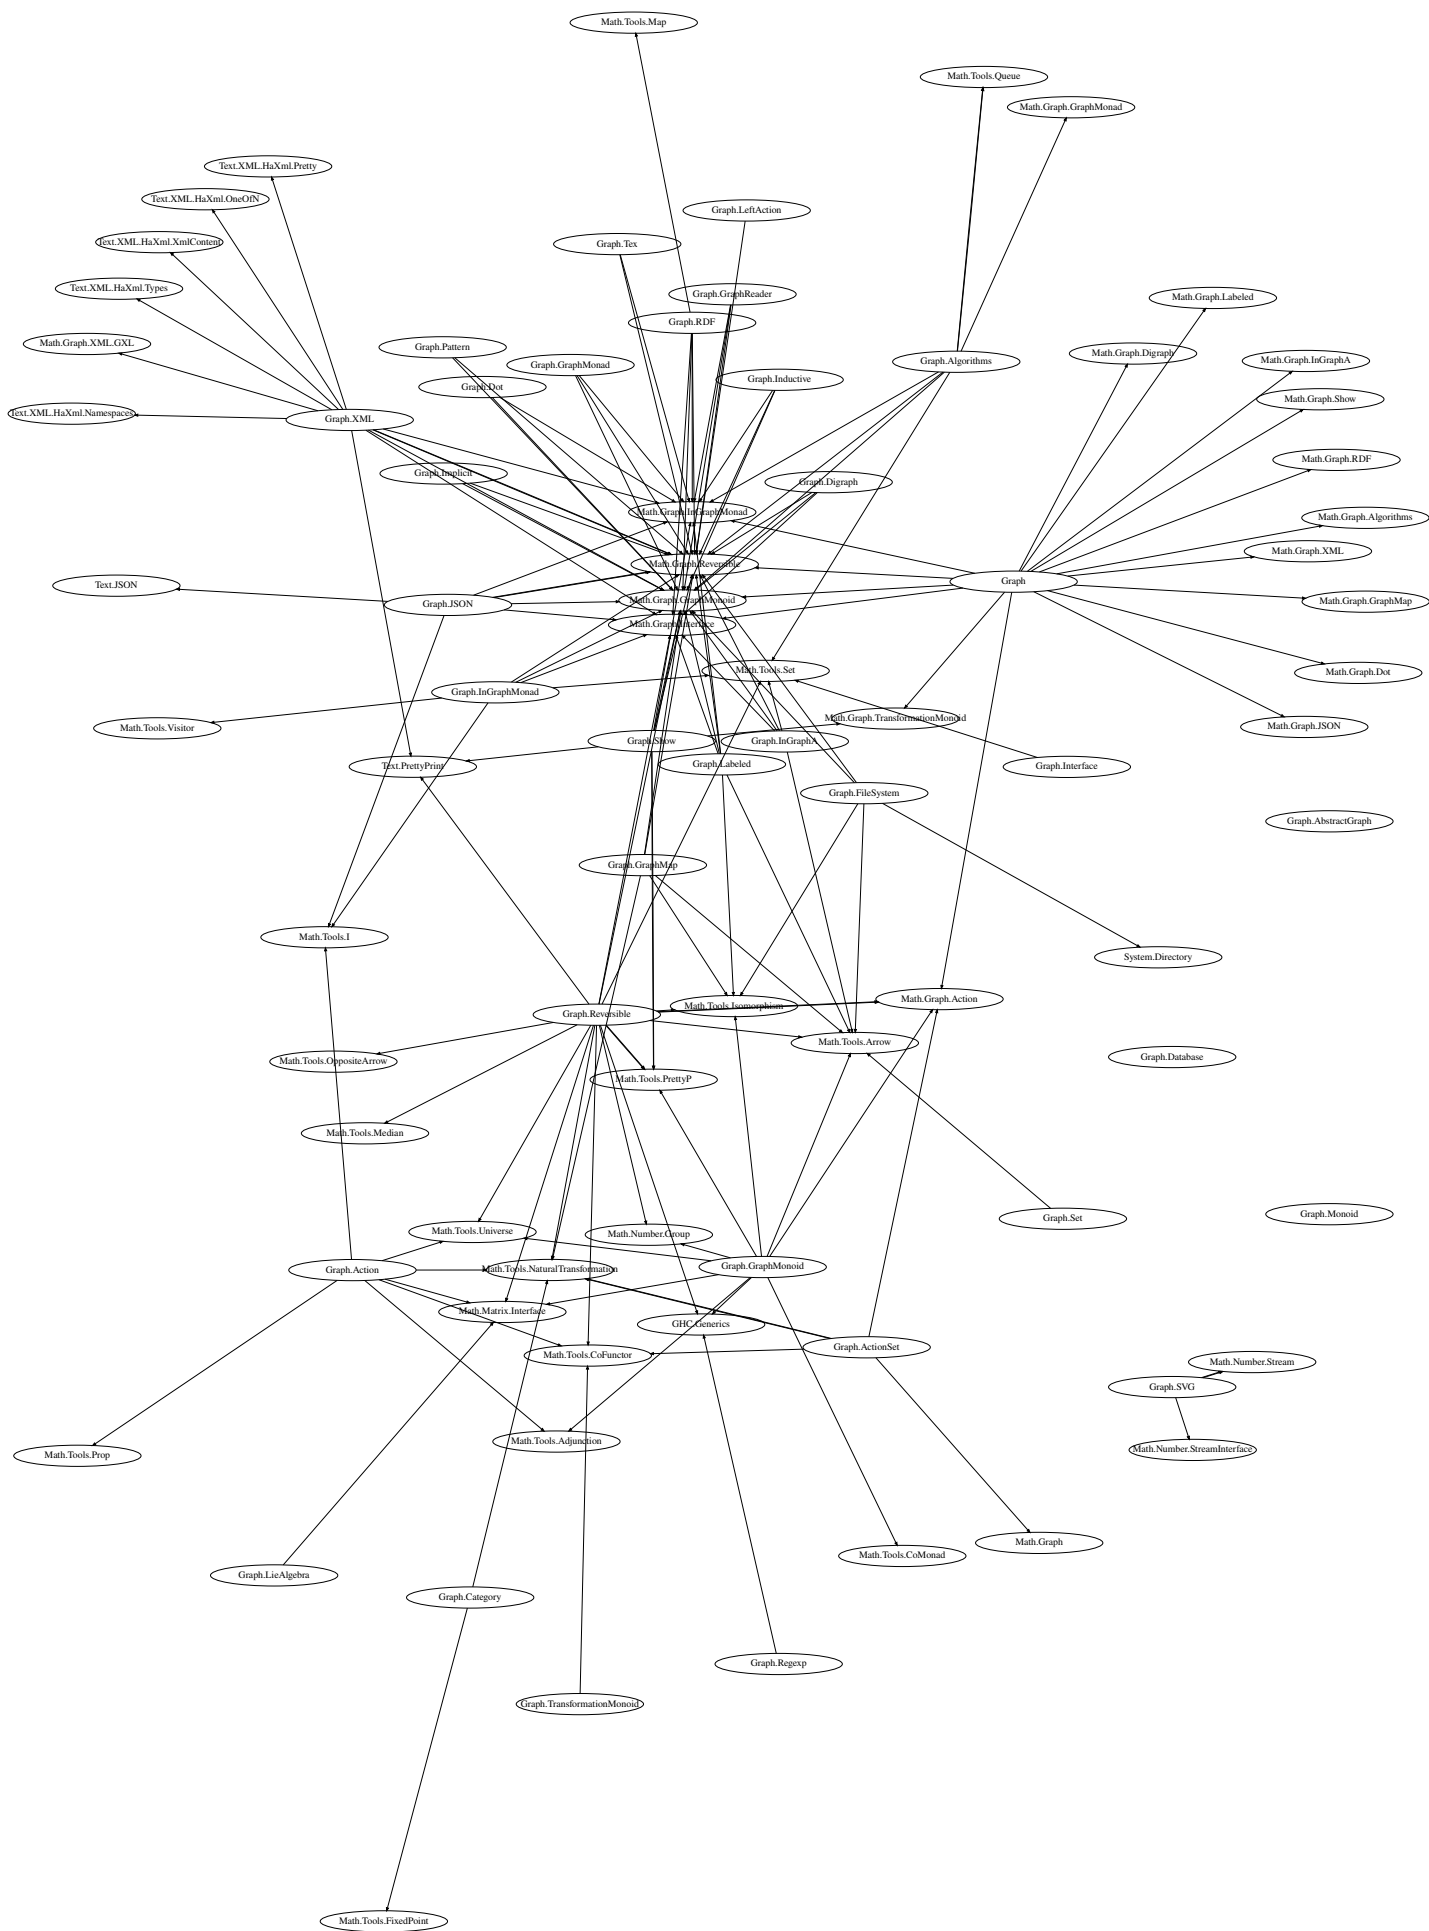 Math.Tools.Map
Math.Tools.Queue
Math.Graph.GraphMonad
Text.XML.HaXml.Pretty
Text.XML.HaXml.OneOfN
Graph.LeftAction
Text.XML.HaXml.XmlContent
Graph.Tex
Text.XML.HaXml.Types
Graph.GraphReader
Math.Graph.Labeled
Graph.RDF
Math.Graph.XML.GXL
Graph.Pattern
Math.Graph.Digraph
Graph.GraphMonad
Graph.Algorithms
Math.Graph.InGraphA
Graph.Dot
Graph.Inductive
Math.Graph.Show
Text.XML.HaXml.Namespaces
Graph.XML
Math.Graph.RDF
Graph.Implicit
Graph.Digraph
Math.Graph.InGraphMonad
Math.Graph.Algorithms
Math.Graph.XML
Math.Graph.Reversible
Graph
Text.JSON
Math.Graph.GraphMonoid
Math.Graph.GraphMap
Graph.JSON
Math.Graph.Interface
Math.Tools.Set
Math.Graph.Dot
Graph.InGraphMonad
Math.Graph.TransformationMonoid
Math.Tools.Visitor
Math.Graph.JSON
Graph.Show
Graph.InGraphA
Graph.Labeled
Text.PrettyPrint
Graph.Interface
Graph.FileSystem
Graph.AbstractGraph
Graph.GraphMap
Math.Tools.I
System.Directory
Math.Graph.Action
Math.Tools.Isomorphism
Graph.Reversible
Math.Tools.Arrow
Graph.Database
Math.Tools.OppositeArrow
Math.Tools.PrettyP
Math.Tools.Median
Graph.Monoid
Graph.Set
Math.Tools.Universe
Math.Number.Group
Graph.GraphMonoid
Graph.Action
Math.Tools.NaturalTransformation
Math.Matrix.Interface
GHC.Generics
Graph.ActionSet
Math.Tools.CoFunctor
Math.Number.Stream
Graph.SVG
Math.Tools.Adjunction
Math.Number.StreamInterface
Math.Tools.Prop
Math.Graph
Math.Tools.CoMonad
Graph.LieAlgebra
Graph.Category
Graph.Regexp
Graph.TransformationMonoid
Math.Tools.FixedPoint